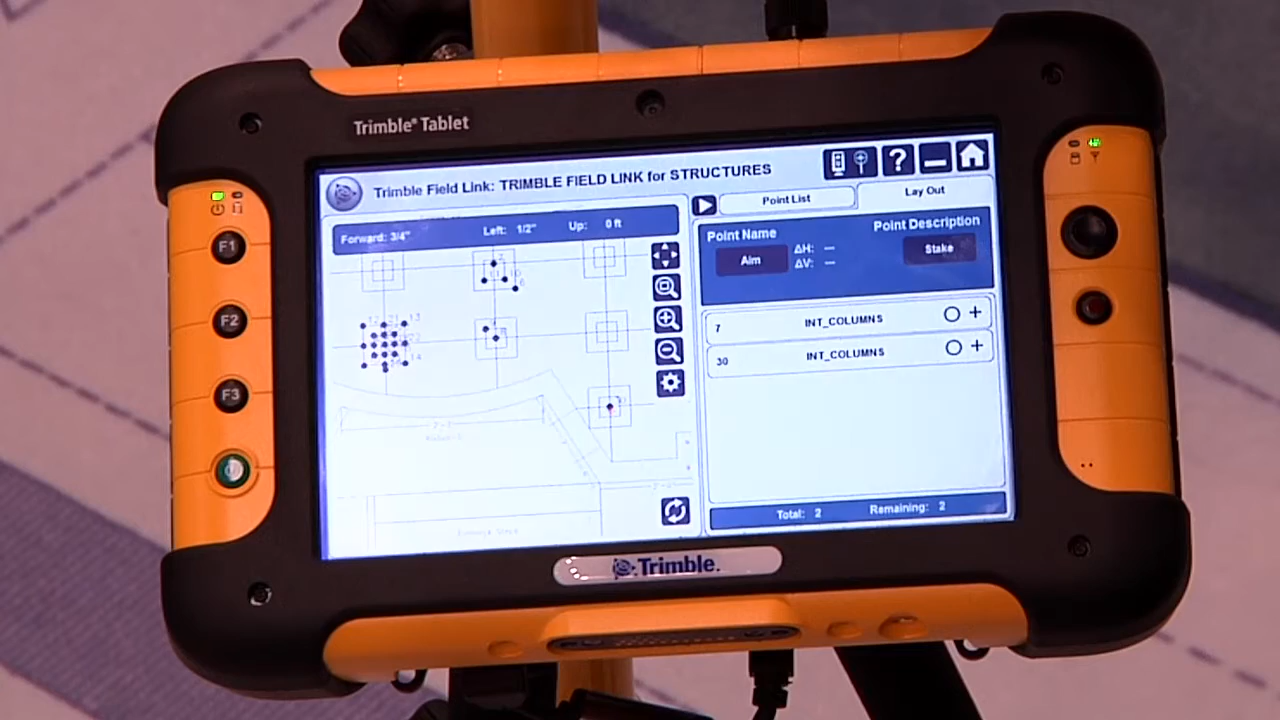 Trimble® Tablet
Trimble Field Link: TRIMBLE FIELD LINK for STRUCTURES
?
Forward: 3/4" Left: 1/2" Up: 0 ft
Point List
Lay Out
Point Name
Point Description
Aim
ΔH: ---
ΔV: ---
Stake
7 INT_COLUMNS
30 INT_COLUMNS
Total: 2 Remaining: 2
F1
F2
F3
13
14
Trimble.